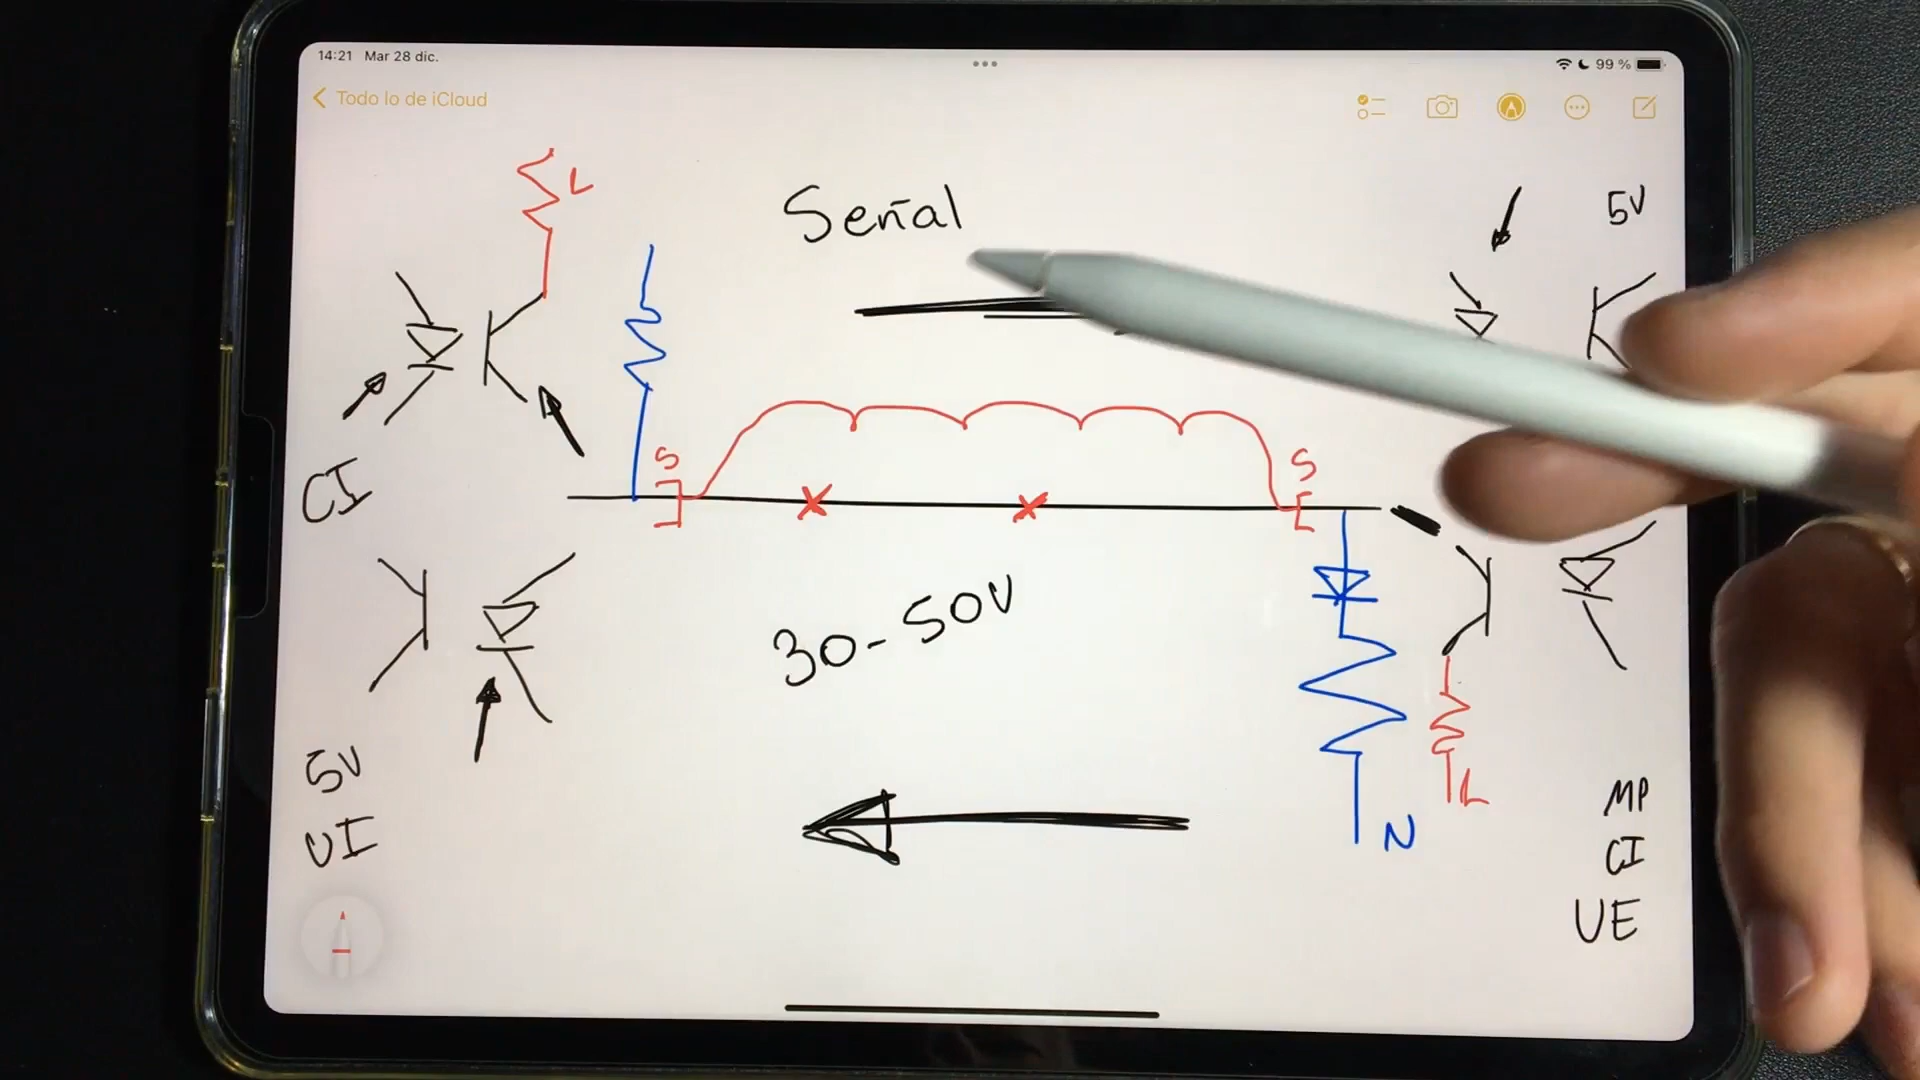 14:21 Mar 28 dic.
99 %
Todo lo de iCloud
L
Señal
5V
S
S
CI
30-50V
5V
UI
L
N
MP
CI
UE